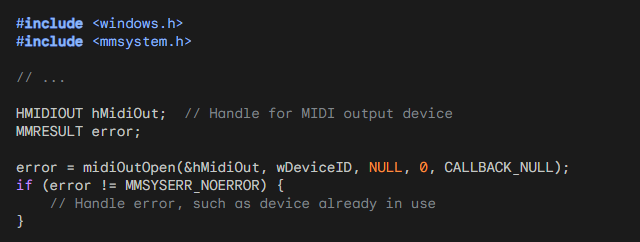 #include <windows.h>
#include <mmsystem.h>
// ...
HMIDIOUT hMidiOut;  // Handle for MIDI output device
MMRESULT error;
error = midiOutOpen(&hMidiOut, wDeviceID, NULL, 0, CALLBACK_NULL);
if (error != MMSYSERR_NOERROR) {
    // Handle error, such as device already in use
}